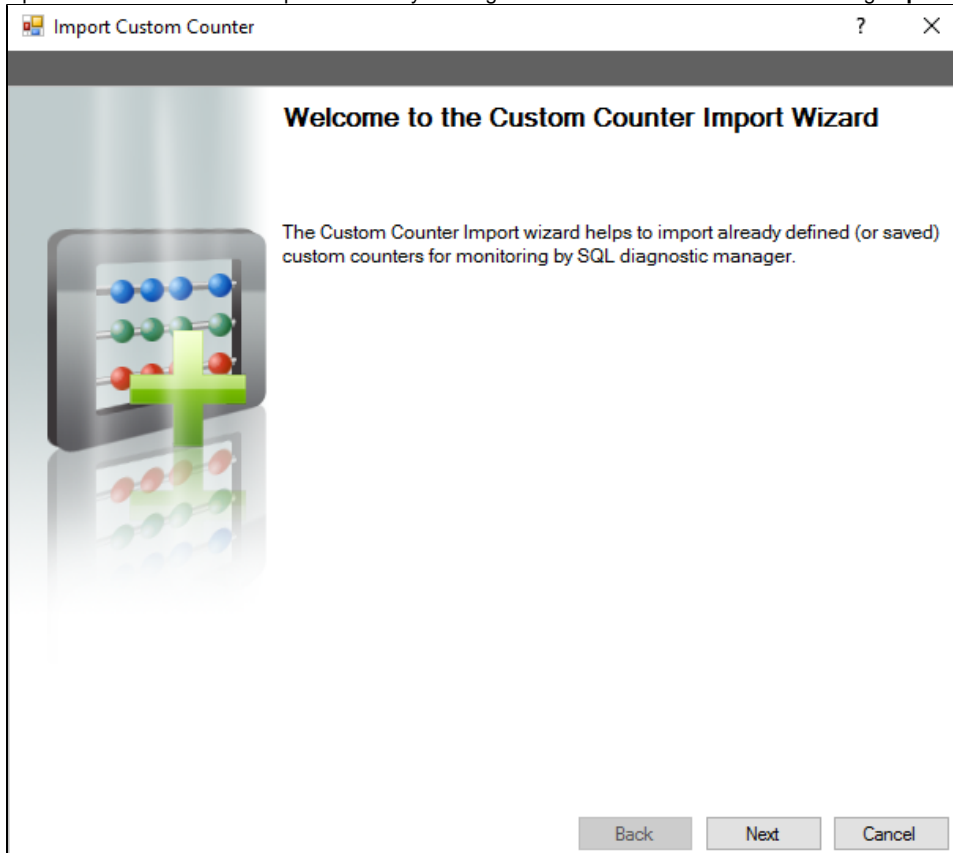 Import Custom Counter
?
Welcome to the Custom Counter Import Wizard
The Custom Counter Import wizard helps to import already defined (or saved)
custom counters for monitoring by SQL diagnostic manager.
Back
Next
Cancel